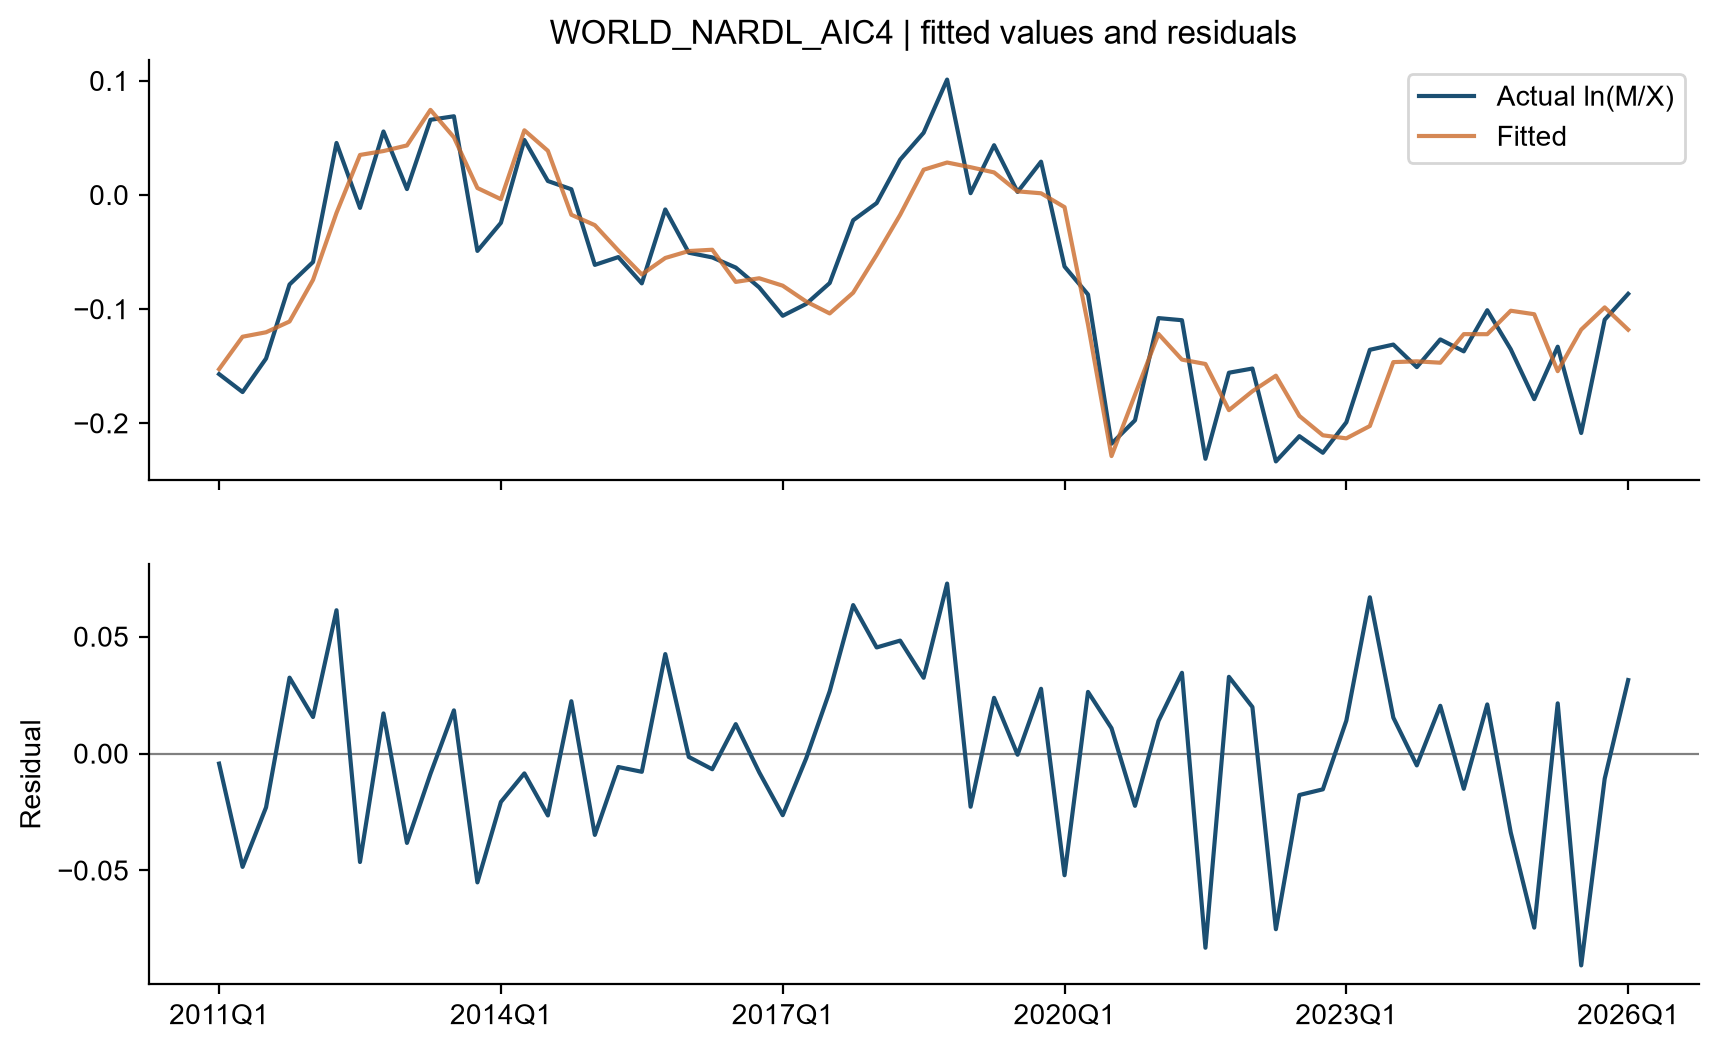 WORLD_NARDL_AIC4 | fitted values and residuals
Actual ln(M/X)
Fitted
0.1
0.0
−0.1
−0.2
Residual
0.05
0.00
−0.05
2011Q1 2014Q1 2017Q1 2020Q1 2023Q1 2026Q1